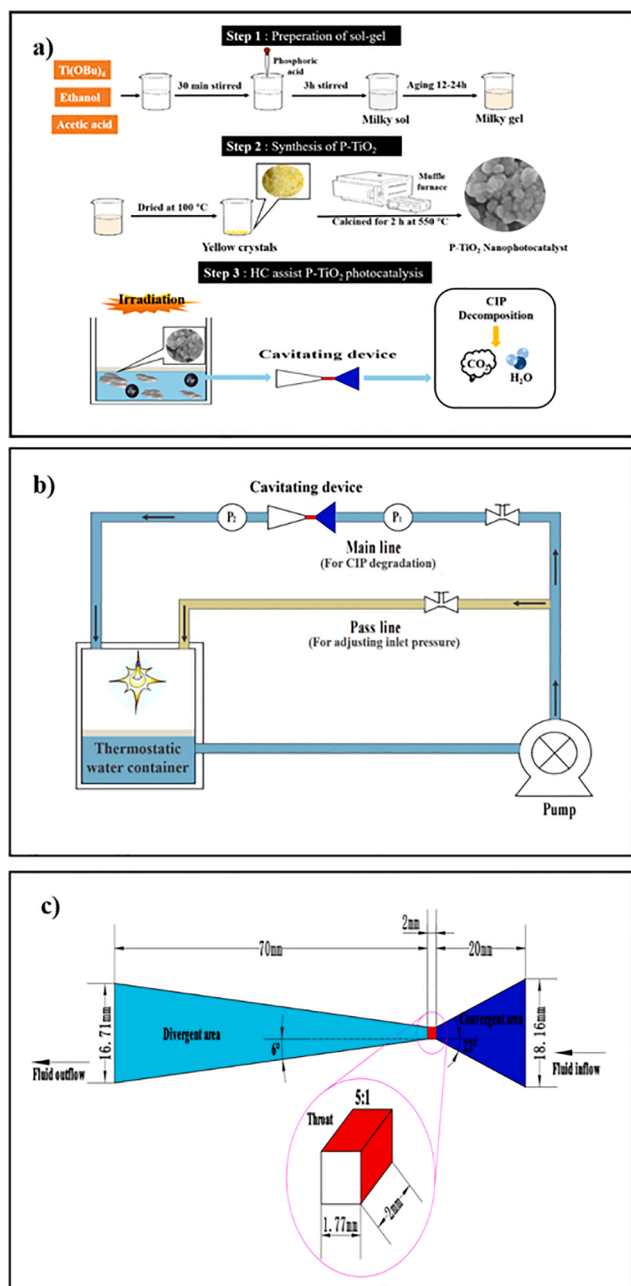 a)
Step 1 : Preperation of sol-gel
Ti(OBu)₄
Ethanol
Acetic acid
30 min stirred
Phosphoric
acid
3h stirred
Aging 12-24h
Milky sol
Milky gel
Step 2 : Synthesis of P-TiO₂
Dried at 100 °C
Yellow crystals
Muffle
furnace
Calcined for 2 h at 550 °C
P-TiO₂ Nanophotocatalyst
Step 3 : HC assist P-TiO₂ photocatalysis
Irradiation
Cavitating device
CIP
Decomposition
CO₂
H₂O
b)
Cavitating device
P₂
P₁
Main line
(For CIP degradation)
Pass line
(For adjusting inlet pressure)
Thermostatic
water container
Pump
c)
2mm
70mm
20mm
16.71mm
Divergent area
6°
Convergent area
22°
18.16mm
Fluid outflow
Fluid inflow
5:1
Throat
1.77mm
2mm